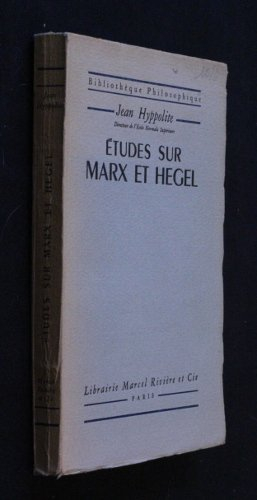 Bibliothèque Philosophique
Jean Hyppolite
Directeur de l'École Normale Supérieure
ÉTUDES SUR
MARX ET HEGEL
Librairie Marcel Rivière et Cie
PARIS
ÉTUDES SUR MARX ET HEGEL